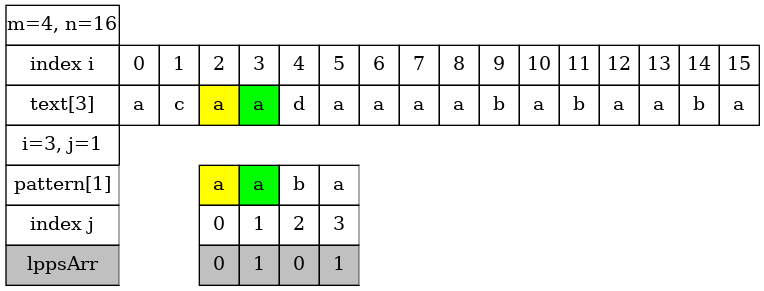 m=4, n=16
index i 0 1 2 3 4 5 6 7 8 9 10 11 12 13 14 15
text[3] a c a a d a a a a b a b a a b a
i=3, j=1
pattern[1] a a b a
index j 0 1 2 3
lppsArr 0 1 0 1